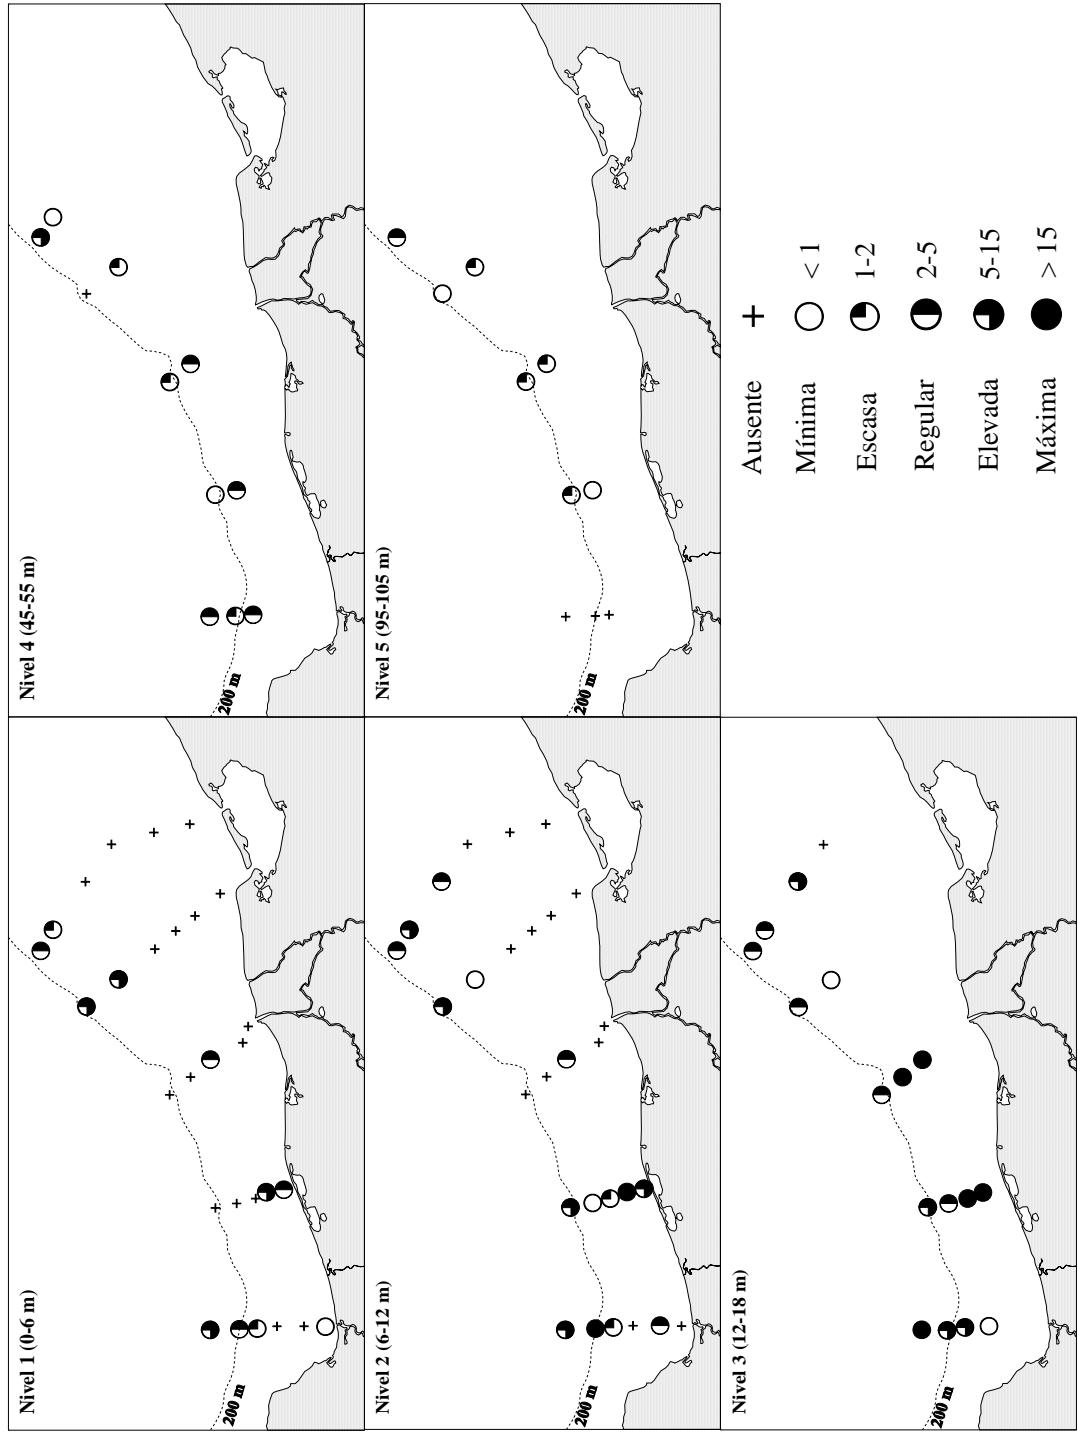 Nivel 1 (0-6 m)
200 m
Nivel 4 (45-55 m)
200 m
Nivel 2 (6-12 m)
200 m
Nivel 5 (95-105 m)
200 m
Nivel 3 (12-18 m)
200 m
Ausente +
Mínima < 1
Escasa 1-2
Regular 2-5
Elevada 5-15
Máxima > 15